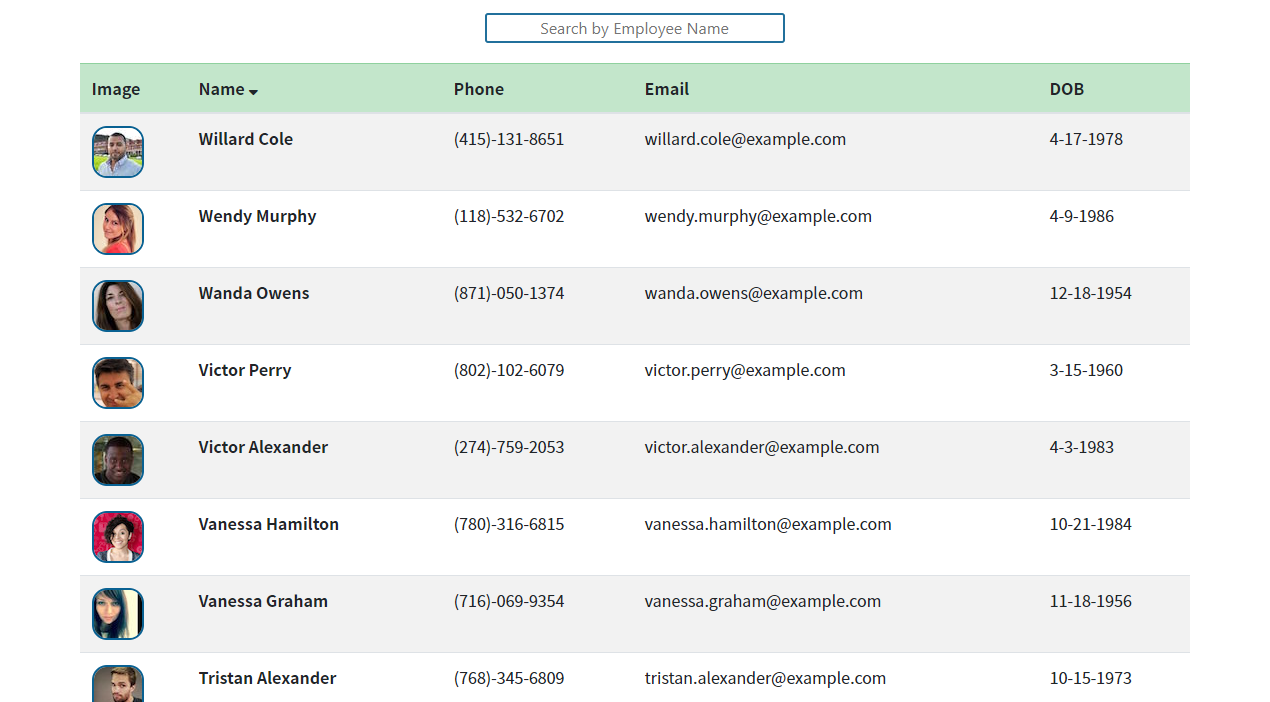 Search by Employee Name
Image Name Phone Email DOB
Willard Cole (415)-131-8651 willard.cole@example.com 4-17-1978
Wendy Murphy (118)-532-6702 wendy.murphy@example.com 4-9-1986
Wanda Owens (871)-050-1374 wanda.owens@example.com 12-18-1954
Victor Perry (802)-102-6079 victor.perry@example.com 3-15-1960
Victor Alexander (274)-759-2053 victor.alexander@example.com 4-3-1983
Vanessa Hamilton (780)-316-6815 vanessa.hamilton@example.com 10-21-1984
Vanessa Graham (716)-069-9354 vanessa.graham@example.com 11-18-1956
Tristan Alexander (768)-345-6809 tristan.alexander@example.com 10-15-1973